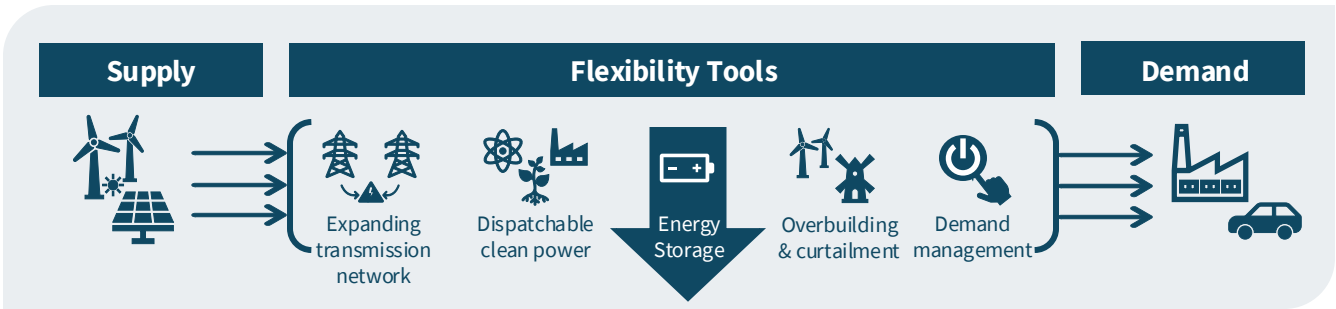 Supply
Flexibility Tools
Demand
Expanding
transmission
network
Dispatchable
clean power
Energy
Storage
Overbuilding
& curtailment
Demand
management